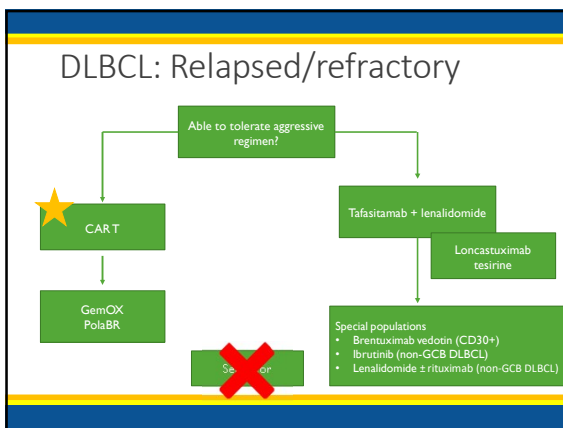 DLBCL: Relapsed/refractory
Able to tolerate aggressive
regimen?
CAR T
GemOX
PolaBR
Tafasitamab + lenalidomide
Loncastuximab
tesirine
Special populations
• Brentuximab vedotin (CD30+)
• Ibrutinib (non-GCB DLBCL)
• Lenalidomide ± rituximab (non-GCB DLBCL)